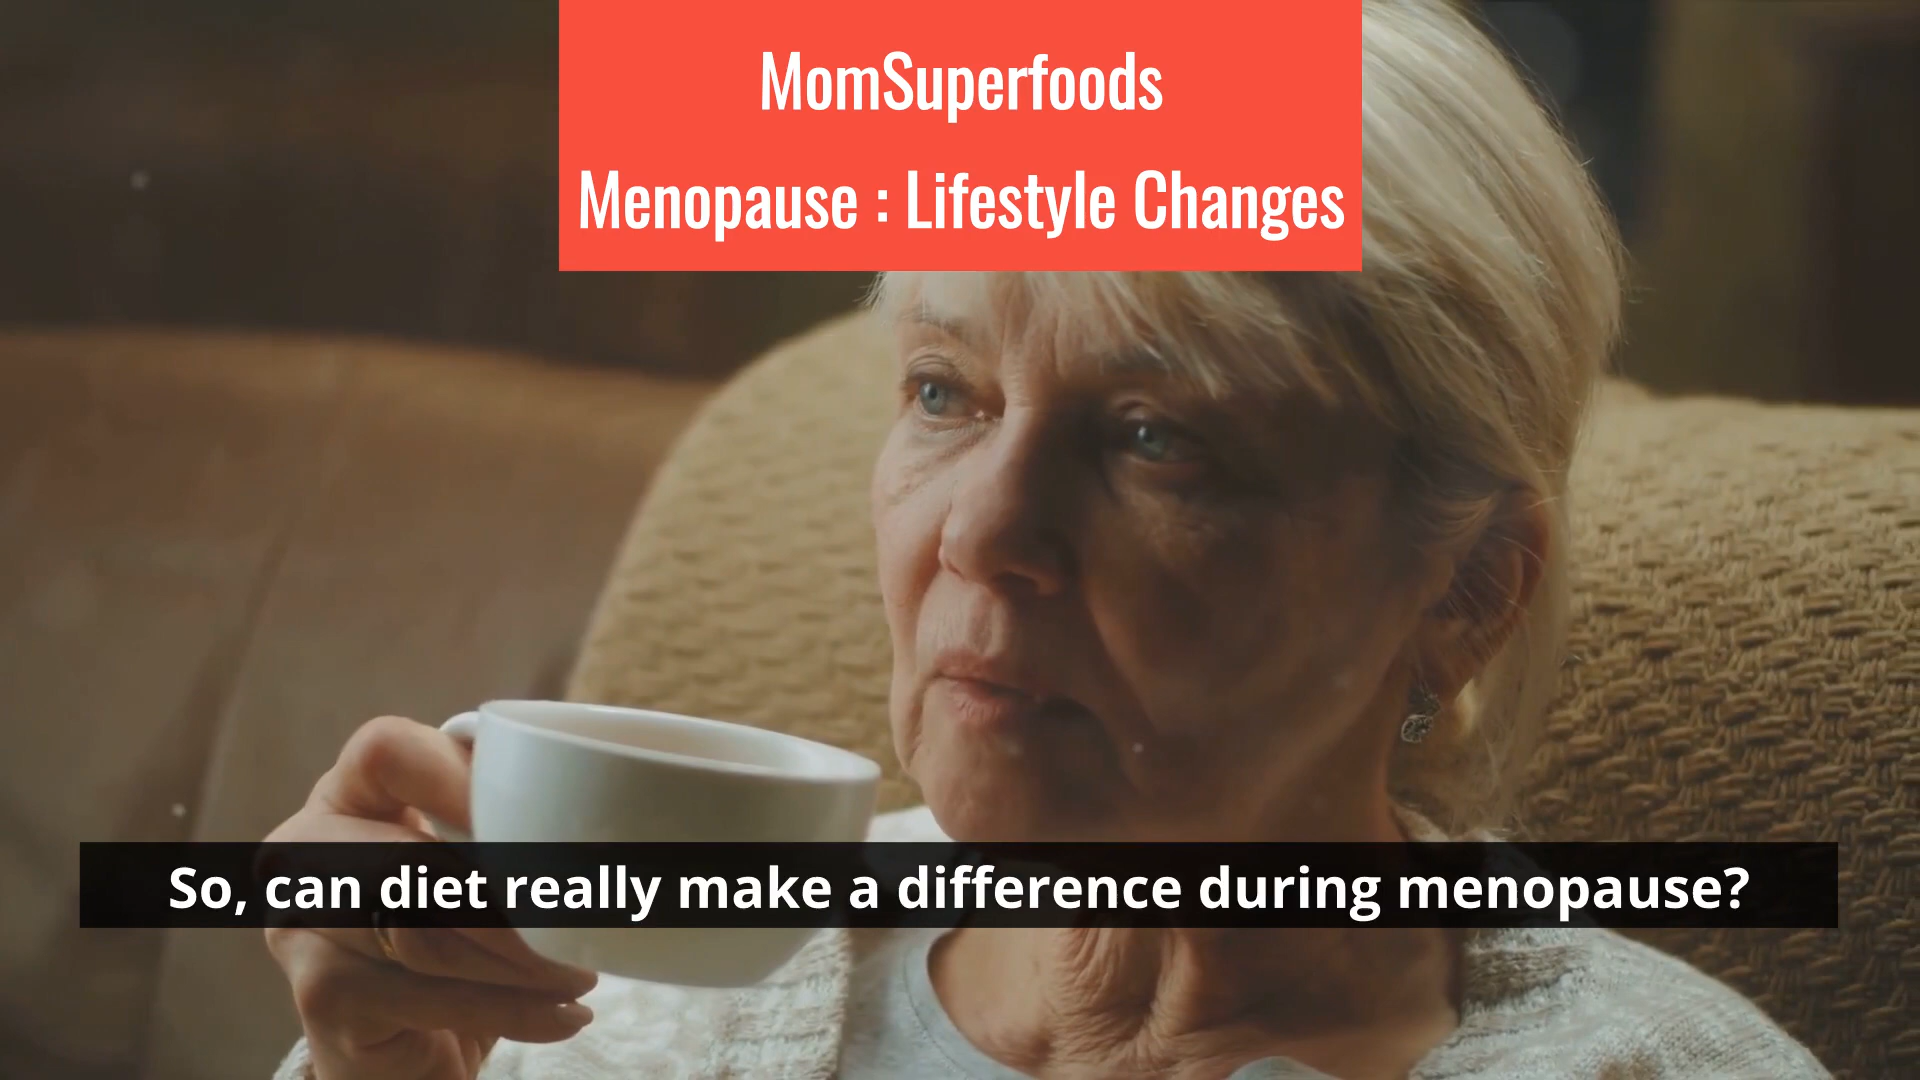 MomSuperfoods
Menopause : Lifestyle Changes
So, can diet really make a difference during menopause?